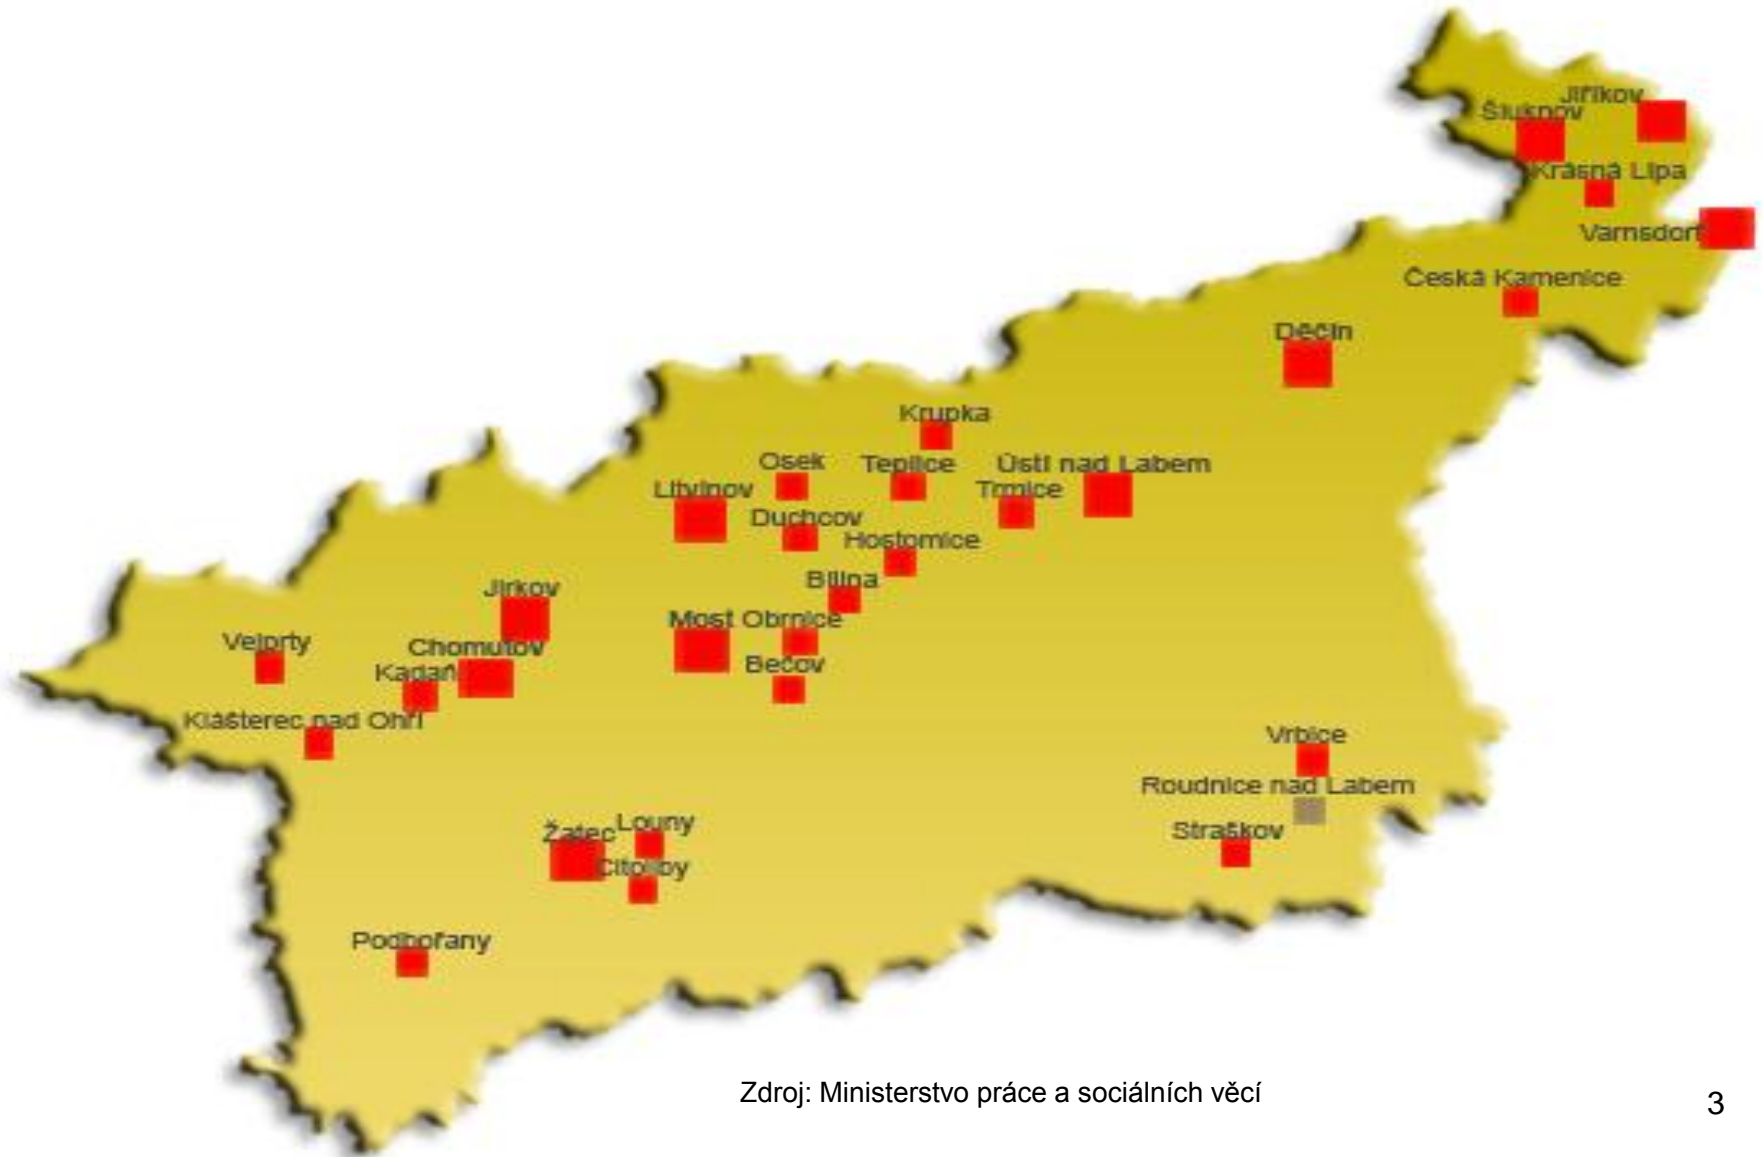 Jiříkov
Šluknov
Krásná Lípa
Varnsdorf
Česká Kamenice
Děčín
Krupka
Osek
Teplice
Ústí nad Labem
Litvínov
Trmice
Duchcov
Hostomice
Bílina
Jirkov
Most Obrnice
Vejprty
Chomutov
Bečov
Kadaň
Klášterec nad Ohří
Vrbice
Roudnice nad Labem
Louny
Žatec
Straškov
Cítoliby
Podbořany
Zdroj: Ministerstvo práce a sociálních věcí
3